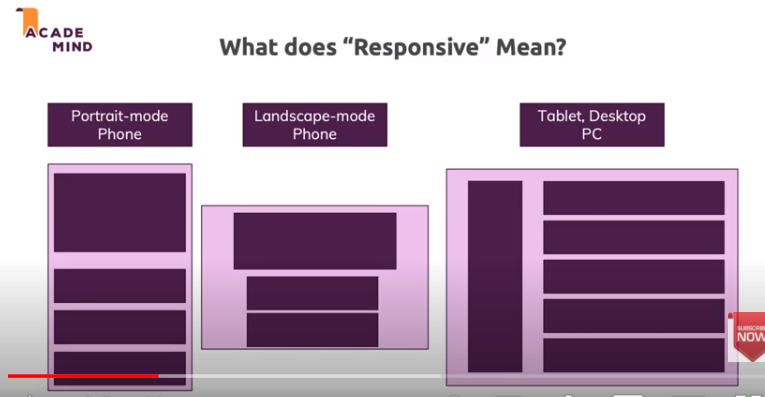 ACADE
MIND
What does “Responsive” Mean?
Portrait-mode
Phone
Landscape-mode
Phone
Tablet, Desktop
PC
SUBSCRIBE
NOW